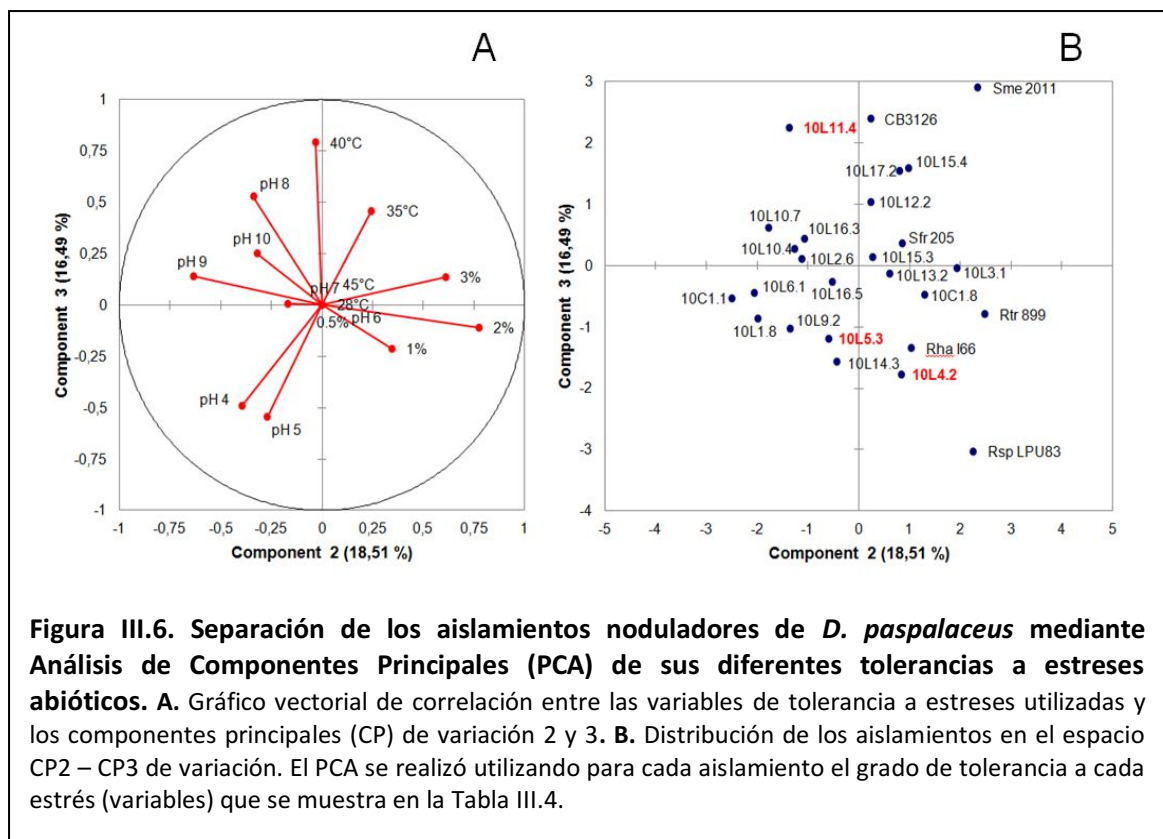 A
B
1
0,75
0,5
0,25
0
-0,25
-0,5
-0,75
-1
Component 3 (16,49 %)
-1 -0,75 -0,5 -0,25 0 0,25 0,5 0,75 1
Component 2 (18,51 %)
40°C
pH 8
35°C
pH 10
pH 9
pH 7
45°C
3%
28°C
pH 6
0.5%
2%
1%
pH 4
pH 5
3
2
1
0
-1
-2
-3
-4
Component 3 (16,49 %)
-5 -4 -3 -2 -1 0 1 2 3 4 5
Component 2 (18,51 %)
Sme 2011
CB3126
10L11.4
10L17.2
10L15.4
10L12.2
10L10.7
10L16.3
Sfr 205
10L10.4
10L2.6
10L15.3
10L13.2
10L3.1
10L6.1
10L16.5
10C1.1
10C1.8
10L1.8
10L9.2
Rtr 899
10L5.3
Rha I66
10L14.3
10L4.2
Rsp LPU83
Figura III.6. Separación de los aislamientos noduladores de D. paspalaceus mediante
Análisis de Componentes Principales (PCA) de sus diferentes tolerancias a estreses
abióticos. A. Gráfico vectorial de correlación entre las variables de tolerancia a estreses utilizadas y
los componentes principales (CP) de variación 2 y 3. B. Distribución de los aislamientos en el espacio
CP2 – CP3 de variación. El PCA se realizó utilizando para cada aislamiento el grado de tolerancia a cada
estrés (variables) que se muestra en la Tabla III.4.